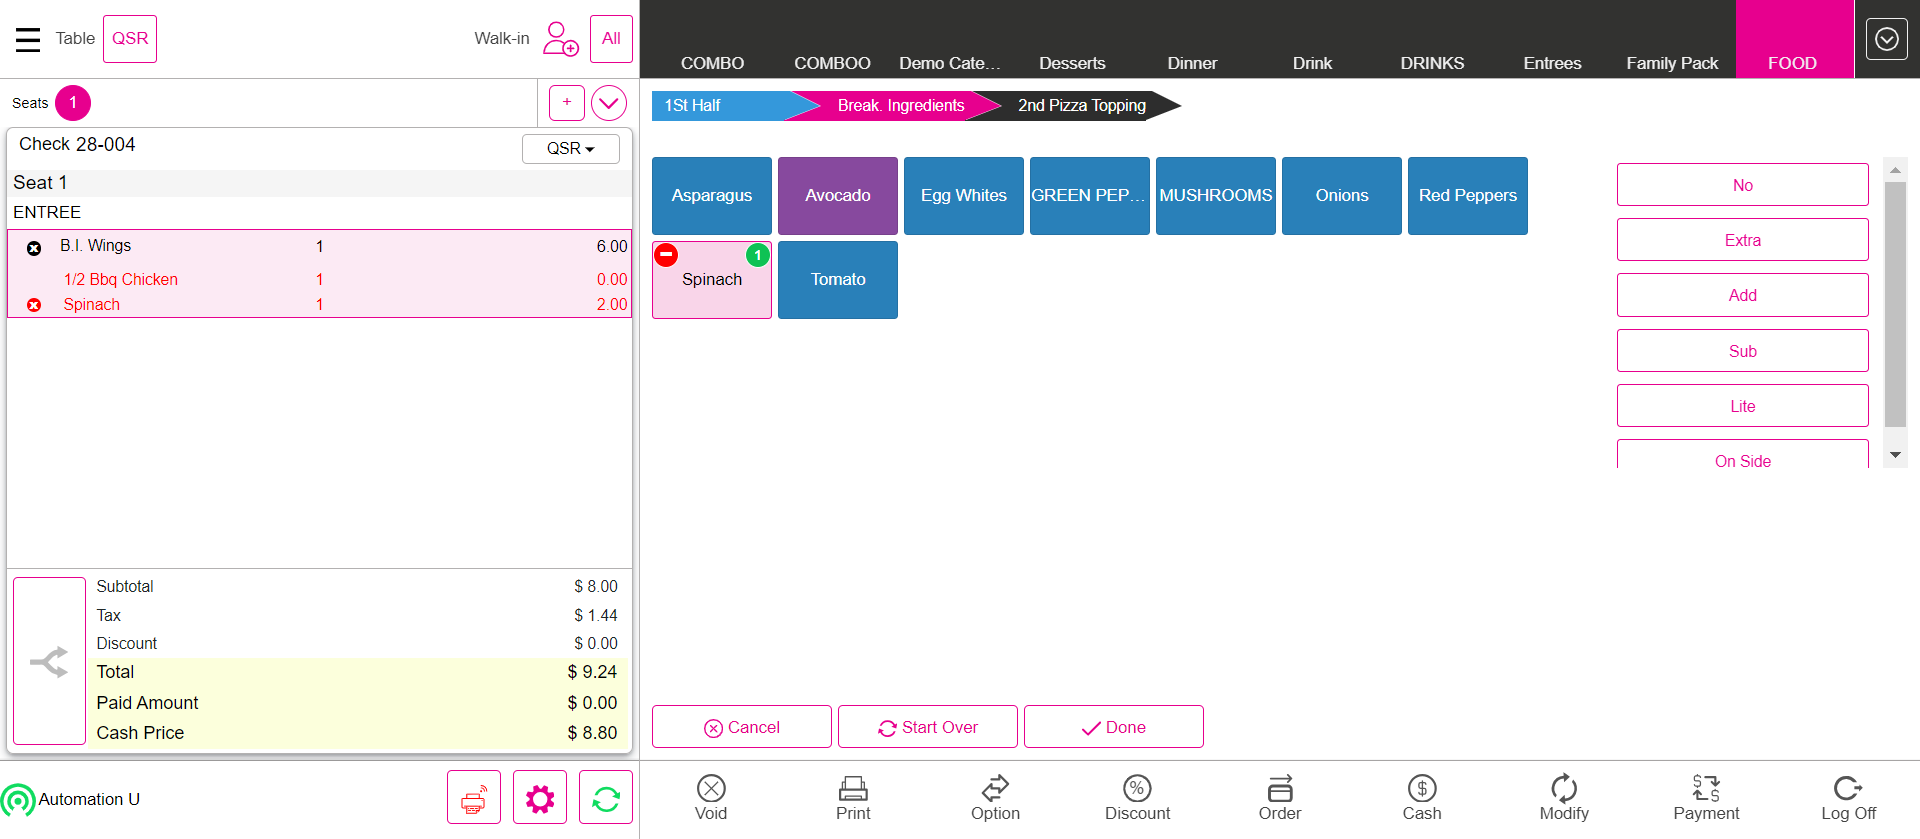 Table QSR Walk-in All
Seats 1 +
Check 28-004 QSR
Seat 1
ENTREE
B.I. Wings 1 6.00
1/2 Bbq Chicken 1 0.00
Spinach 1 2.00
Subtotal $ 8.00
Tax $ 1.44
Discount $ 0.00
Total $ 9.24
Paid Amount $ 0.00
Cash Price $ 8.80
Automation U
COMBO COMBOO Demo Cate... Desserts Dinner Drink DRINKS Entrees Family Pack FOOD
1St Half Break. Ingredients 2nd Pizza Topping
Asparagus Avocado Egg Whites GREEN PEP... MUSHROOMS Onions Red Peppers
1
Spinach Tomato
No
Extra
Add
Sub
Lite
On Side
Cancel Start Over Done
Void Print Option Discount Order Cash Modify Payment Log Off